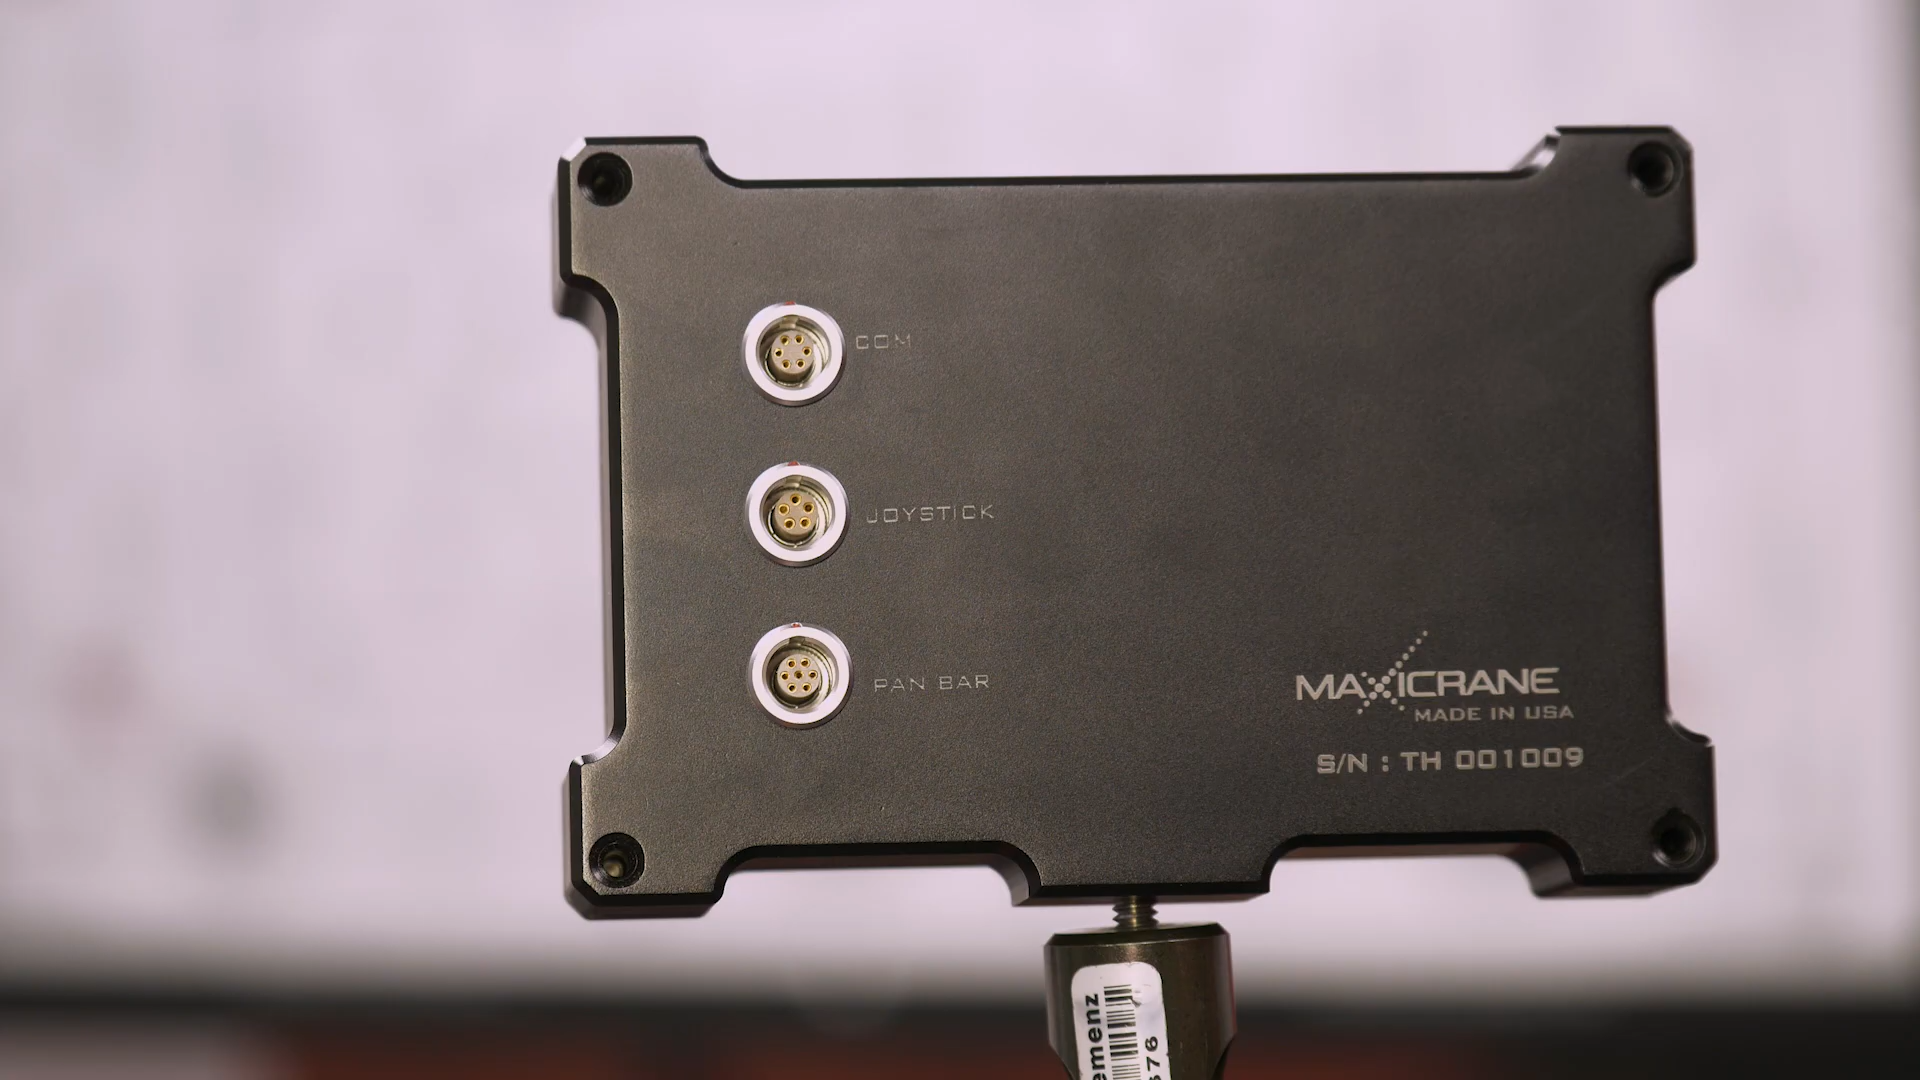 COM
JOYSTICK
PAN BAR
MAXICRANE
MADE IN USA
S/N : TH 001009